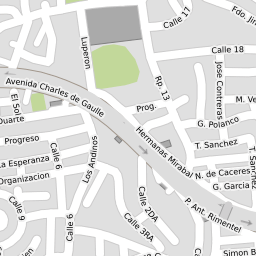 Calle 17
Fdo. Jim
Luperon
Calle 18
Avenida Charles de Gaulle
Rp. 13
Jose Contreras
El Sol
Prog.
M. Ve
Duarte
G. Polanco
Progreso
Hermanas Mirabal
T. Sanchez
La Esperanza
Calle 6
Los Andinos
N. de Caceres
Organizacion
G. Garcia
Calle 9
Calle 6
Calle 2DA
P. Ant. Rimentel
Calle 3RA
Simon B